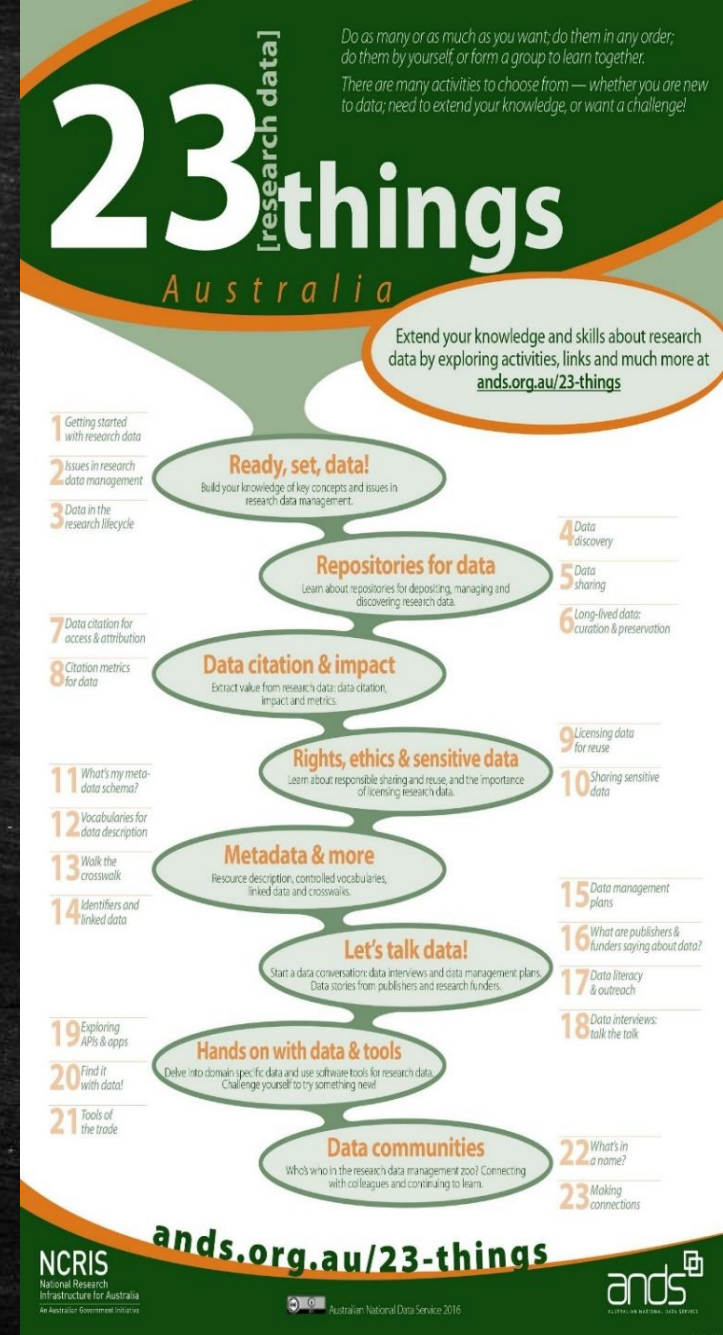 Do as many or as much as you want; do them in any order;
do them by yourself, or form a group to learn together.
There are many activities to choose from — whether you are new
to data; need to extend your knowledge, or want a challenge!
23
[research data]
things
Australia
Extend your knowledge and skills about research
data by exploring activities, links and much more at
ands.org.au/23-things
1 Getting started
with research data
2 Issues in research
data management
3 Data in the
research lifecycle
Ready, set, data!
Build your knowledge of key concepts and issues in
research data management.
4 Data
discovery
5 Data
sharing
6 Long-lived data:
curation & preservation
Repositories for data
Learn about repositories for depositing, managing and
discovering research data.
7 Data citation for
access & attribution
8 Citation metrics
for data
Data citation & impact
Extract value from research data: data citation,
impact and metrics.
9 Licensing data
for reuse
10 Sharing sensitive
data
Rights, ethics & sensitive data
Learn about responsible sharing and reuse, and the importance
of licensing research data.
11 What's my meta-
data schema?
12 Vocabularies for
data description
13 Walk the
crosswalk
14 Identifiers and
linked data
Metadata & more
Resource description, controlled vocabularies,
linked data and crosswalks.
15 Data management
plans
16 What are publishers &
funders saying about data?
17 Data literacy
& outreach
18 Data interviews:
talk the talk
Let's talk data!
Start a data conversation: data interviews and data management plans.
Data stories from publishers and research funders.
19 Exploring
APIs & apps
20 Find it
with data!
21 Tools of
the trade
Hands on with data & tools
Delve into domain specific data and use software tools for research data.
Challenge yourself to try something new!
22 What's in
a name?
23 Making
connections
Data communities
Who's who in the research data management zoo? Connecting
with colleagues and continuing to learn.
ands.org.au/23-things
NCRIS
National Research
Infrastructure for Australia
An Australian Government Initiative
Australian National Data Service 2016
ands
AUSTRALIAN NATIONAL DATA SERVICE